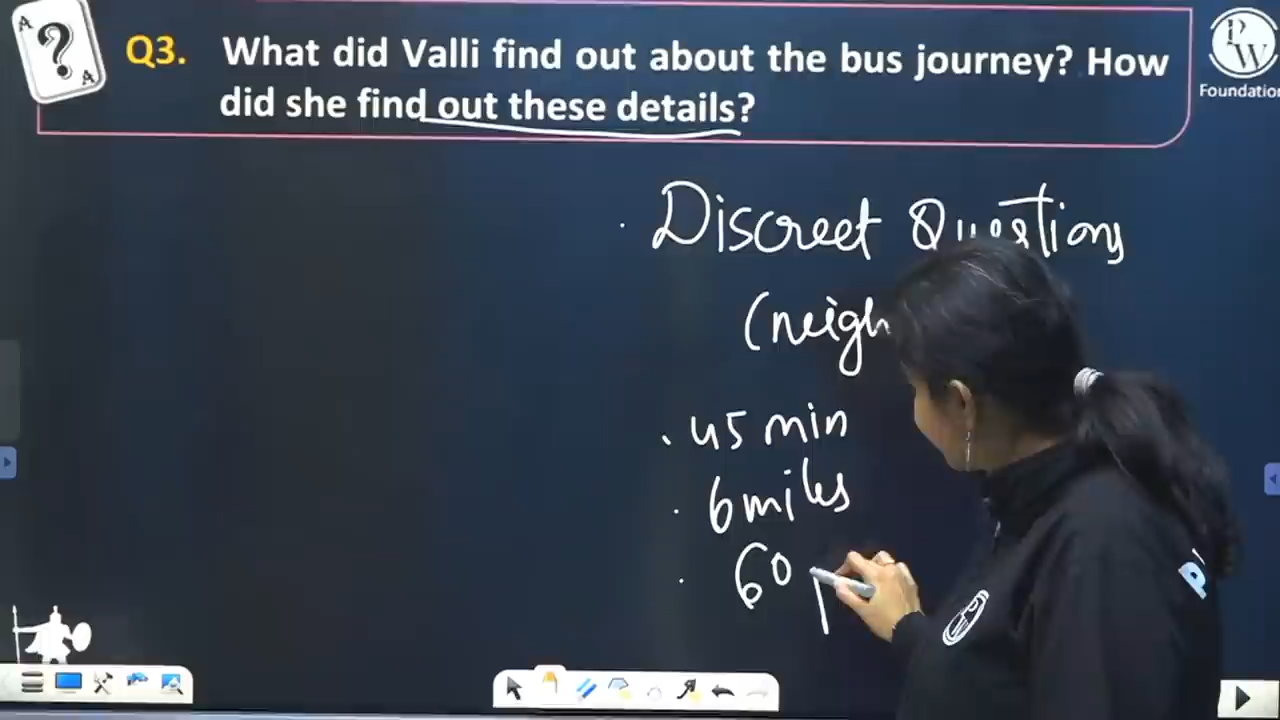 A
?
A
Q3. What did Valli find out about the bus journey? How
did she find out these details?
PW
Foundation
Discreet Questions
(neigh
45 min
6 miles
60 p